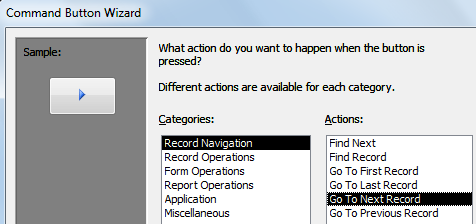 Command Button Wizard
Sample:
What action do you want to happen when the button is
pressed?
Different actions are available for each category.
Categories:
Record Navigation
Record Operations
Form Operations
Report Operations
Application
Miscellaneous
Actions:
Find Next
Find Record
Go To First Record
Go To Last Record
Go To Next Record
Go To Previous Record